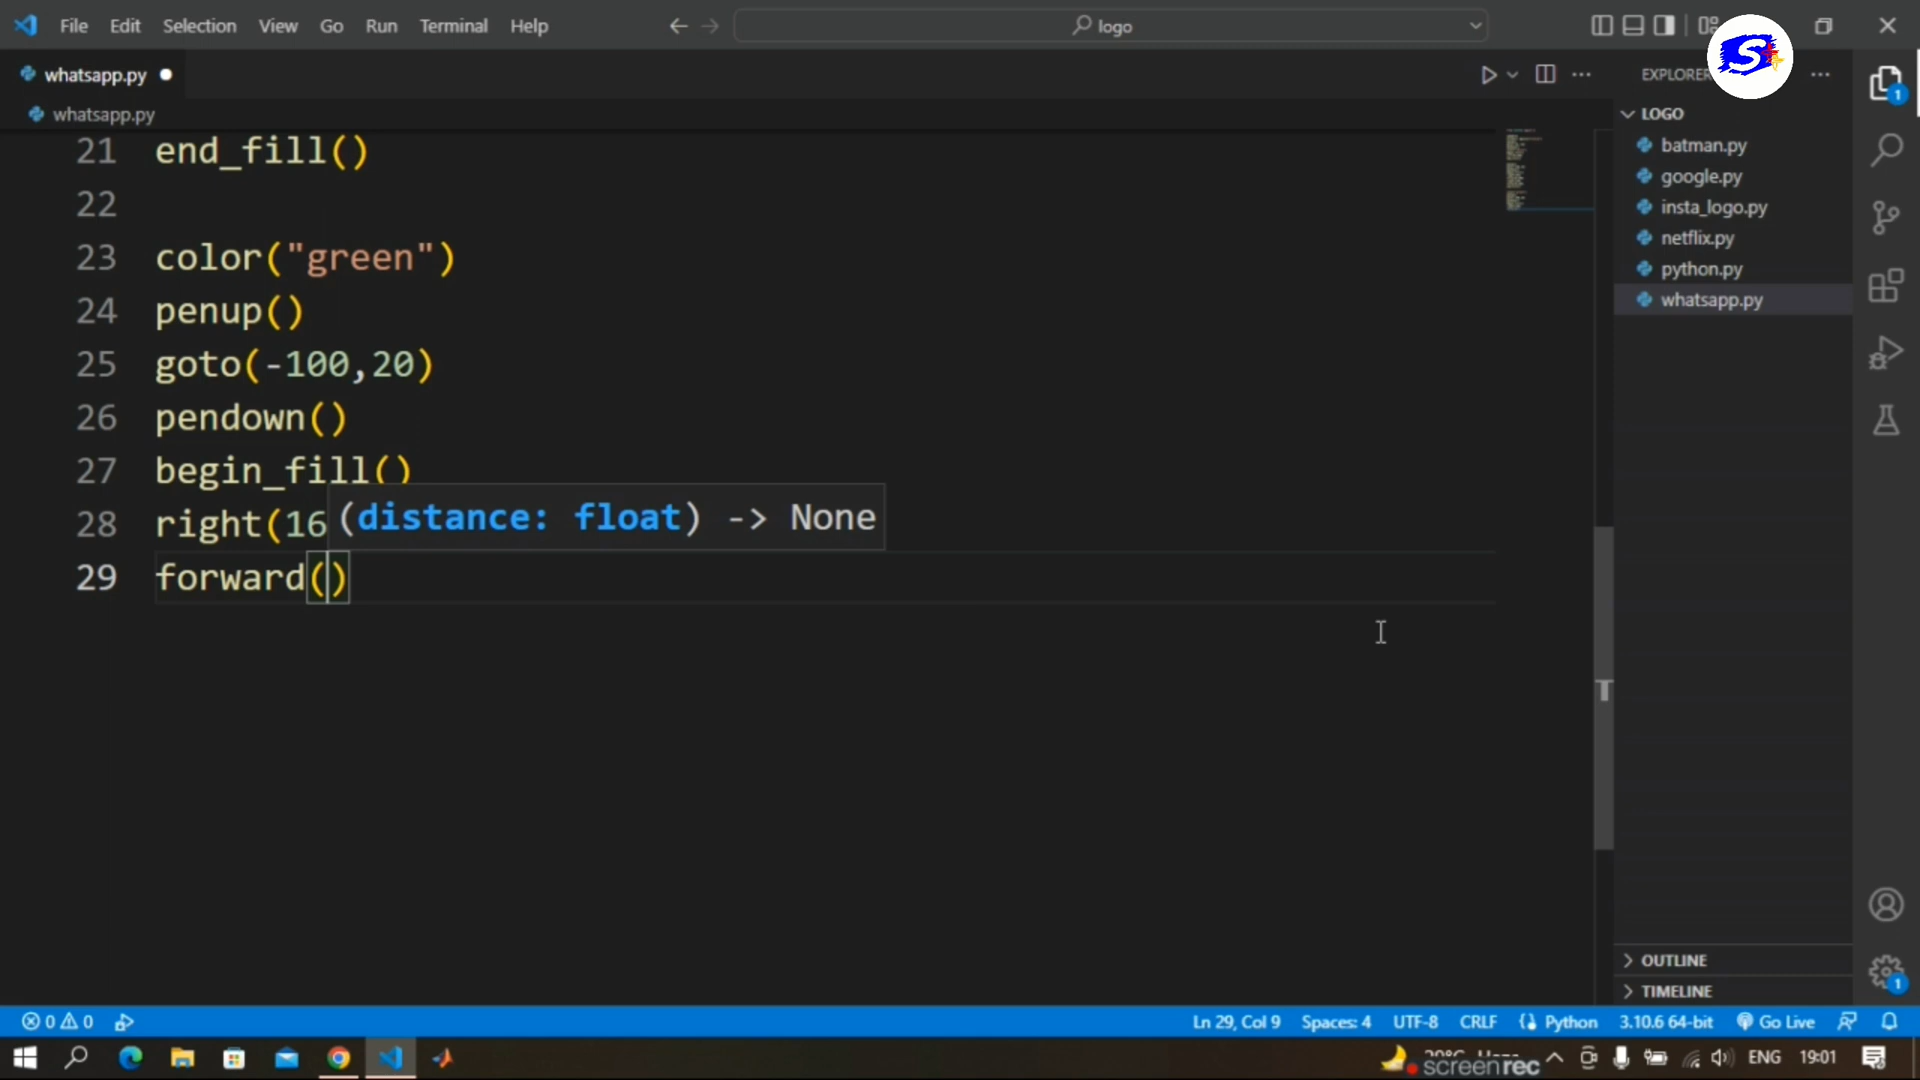 File Edit Selection View Go Run Terminal Help
logo
whatsapp.py
EXPLORER
whatsapp.py
LOGO
21 end_fill()
batman.py
22
google.py
insta_logo.py
23 color("green")
netflix.py
24 penup()
python.py
25 goto(-100,20)
whatsapp.py
26 pendown()
27 begin_fill()
28 right(16
(distance: float) -> None
29 forward()
OUTLINE
TIMELINE
0 0
Ln 29, Col 9 Spaces: 4 UTF-8 CRLF Python 3.10.6 64-bit Go Live
screenrec ENG 19:01